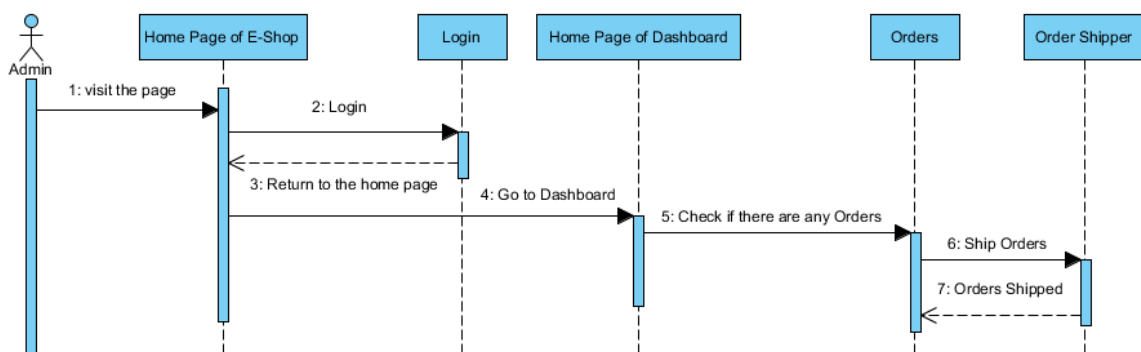 Home Page of E-Shop
Login
Home Page of Dashboard
Orders
Order Shipper
Admin
1: visit the page
2: Login
3: Return to the home page
4: Go to Dashboard
5: Check if there are any Orders
6: Ship Orders
7: Orders Shipped